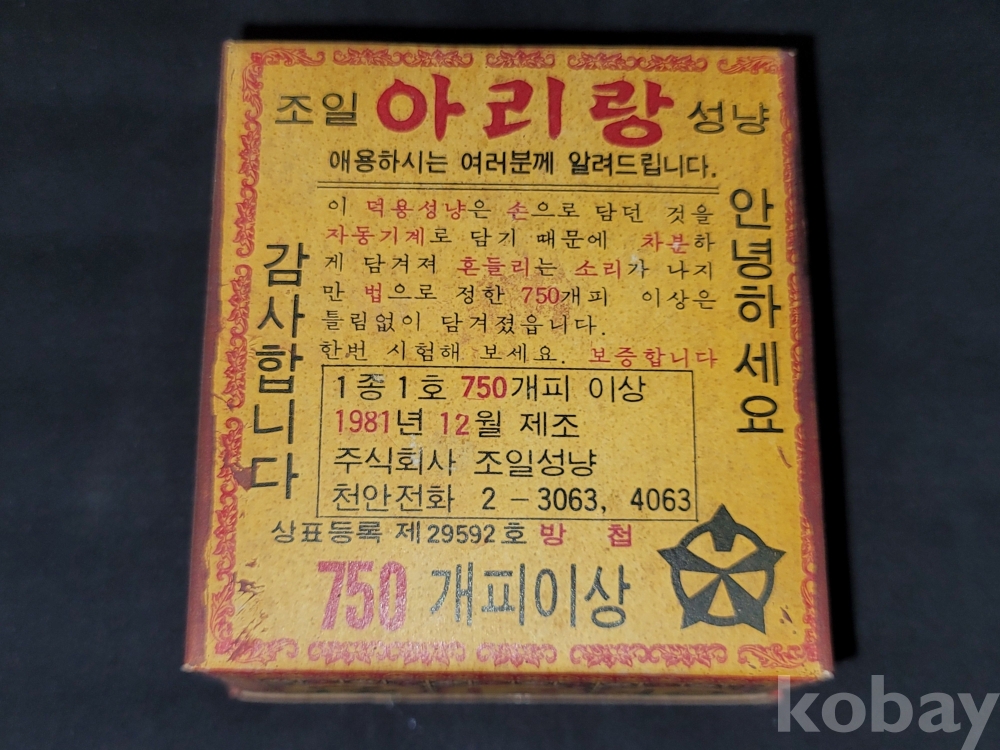 조일 아리랑 성냥
애용하시는 여러분께 알려드립니다.
안녕하세요
이 덕용성냥은 손으로 담던 것을
자동기계로 담기 때문에 차분하
게 담겨져 흔들리는 소리가 나지
만 법으로 정한 750개피 이상은
틀림없이 담겨졌읍니다.
한번 시험해 보세요. 보증합니다
감사합니다
1종1호 750개피 이상
1981년 12월 제조
주식회사 조일성냥
천안전화 2 - 3063, 4063
상표등록 제29592호 방 첩
750 개피이상
kobay